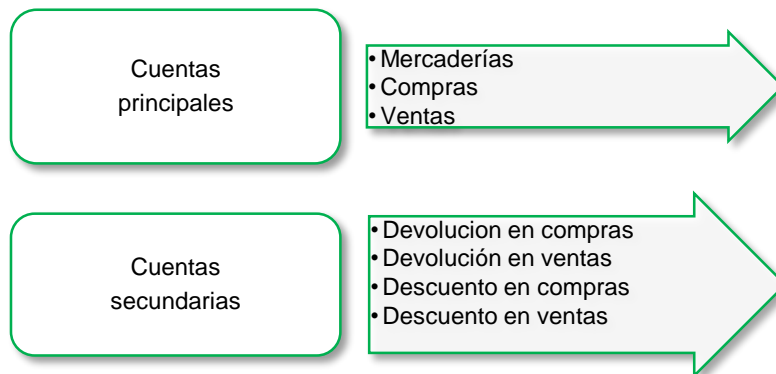 Cuentas
principales
• Mercaderías
• Compras
• Ventas
Cuentas
secundarias
• Devolucion en compras
• Devolución en ventas
• Descuento en compras
• Descuento en ventas